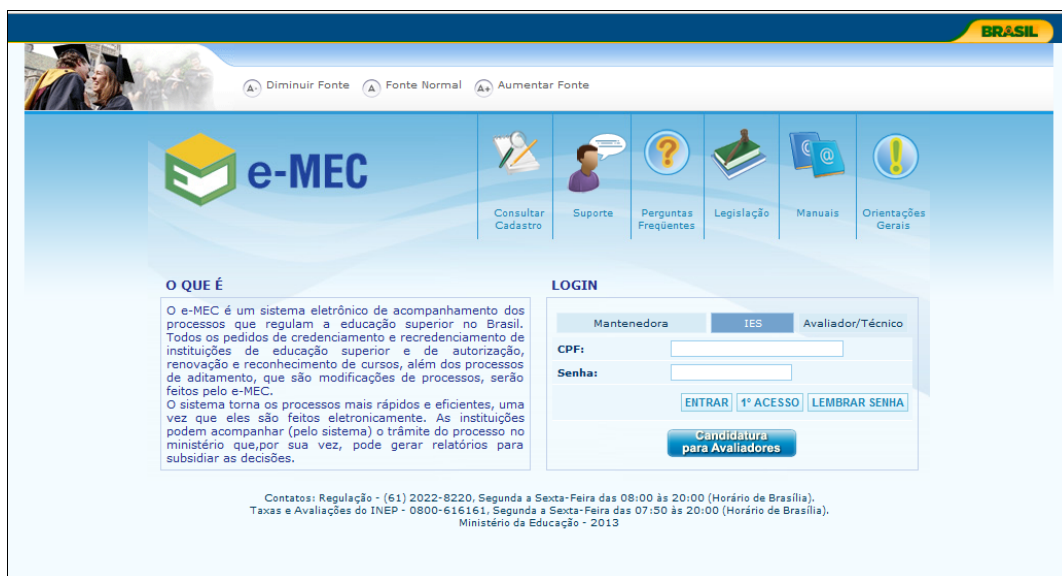 BRASIL
A- Diminuir Fonte A Fonte Normal A+ Aumentar Fonte
e-MEC
Consultar Cadastro
Suporte
Perguntas Freqüentes
Legislação
Manuais
Orientações Gerais
O QUE É
O e-MEC é um sistema eletrônico de acompanhamento dos
processos que regulam a educação superior no Brasil.
Todos os pedidos de credenciamento e recredenciamento de
instituições de educação superior e de autorização,
renovação e reconhecimento de cursos, além dos processos
de aditamento, que são modificações de processos, serão
feitos pelo e-MEC.
O sistema torna os processos mais rápidos e eficientes, uma
vez que eles são feitos eletronicamente. As instituições
podem acompanhar (pelo sistema) o trâmite do processo no
ministério que,por sua vez, pode gerar relatórios para
subsidiar as decisões.
LOGIN
Mantenedora IES Avaliador/Técnico
CPF:
Senha:
ENTRAR 1º ACESSO LEMBRAR SENHA
Candidatura
para Avaliadores
Contatos: Regulação - (61) 2022-8220, Segunda a Sexta-Feira das 08:00 às 20:00 (Horário de Brasília).
Taxas e Avaliações do INEP - 0800-616161, Segunda a Sexta-Feira das 07:50 às 20:00 (Horário de Brasília).
Ministério da Educação - 2013